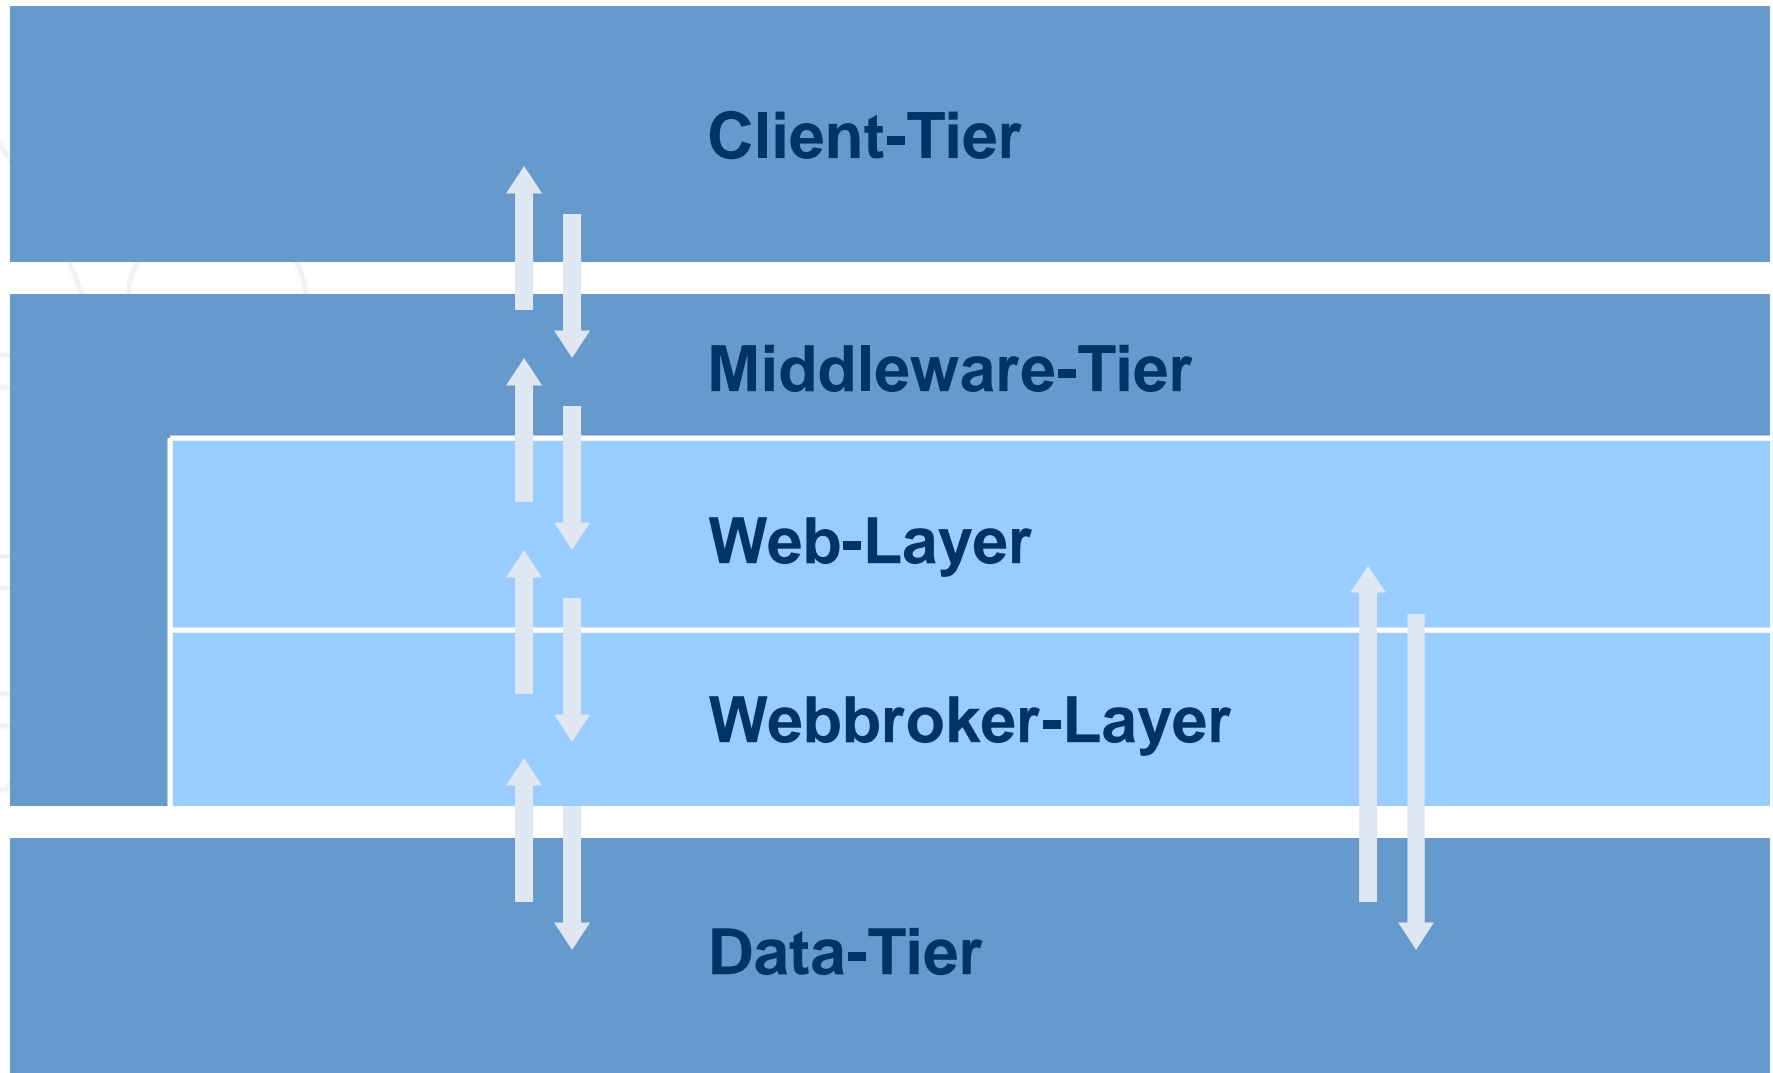 Client-Tier
Middleware-Tier
Web-Layer
Webbroker-Layer
Data-Tier